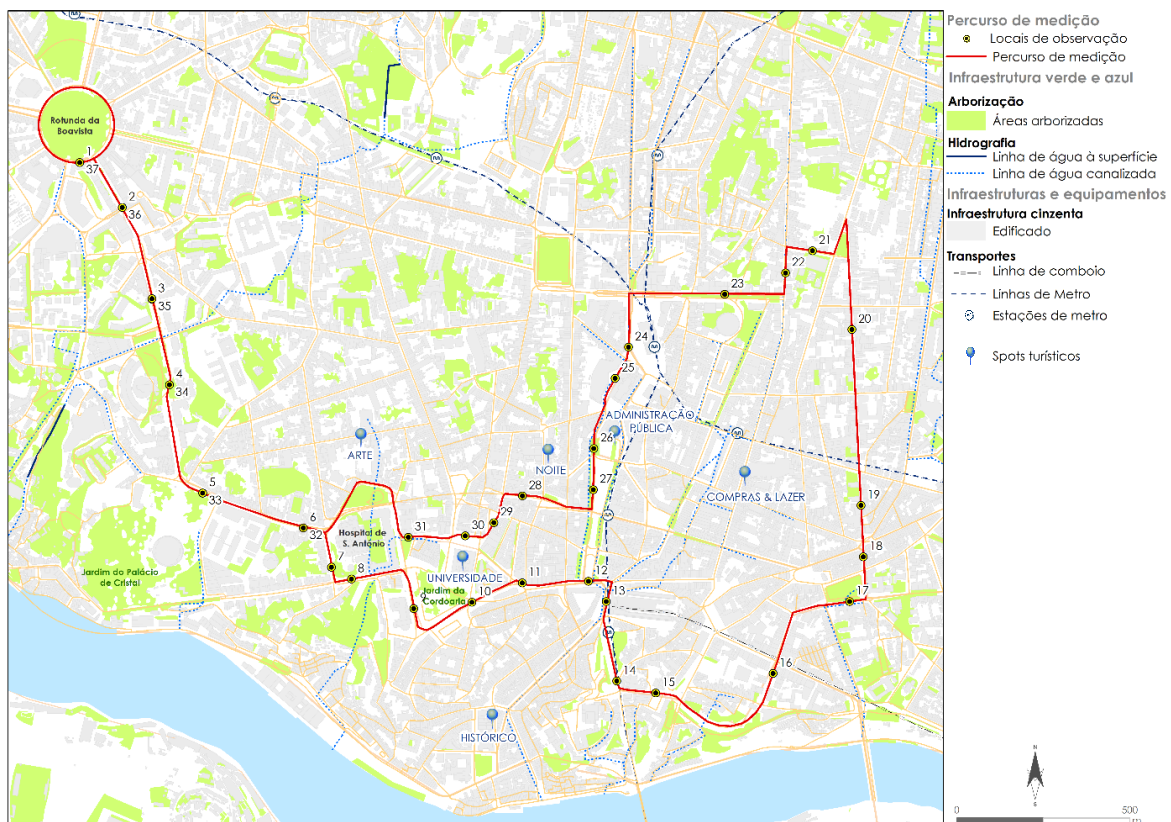 Rotunda da
Boavista
1
37
2
36
3
35
4
34
5
33
6
32
7
8
9
10
11
12
13
14
15
16
17
18
19
20
21
22
23
24
25
26
27
28
29
30
31
ARTE
NOITE
ADMINISTRAÇÃO
PÚBLICA
COMPRAS & LAZER
Hospital de
S. António
UNIVERSIDADE
Jardim da
Cordoaria
Jardim do Palácio
de Cristal
HISTÓRICO
Percurso de medição
Locais de observação
Percurso de medição
Infraestrutura verde e azul
Arborização
Áreas arborizadas
Hidrografia
Linha de água à superfície
Linha de água canalizada
Infraestruturas e equipamentos
Infraestrutura cinzenta
Edificado
Transportes
Linha de comboio
Linhas de Metro
Estações de metro
Spots turísticos
N
S
0 500
m